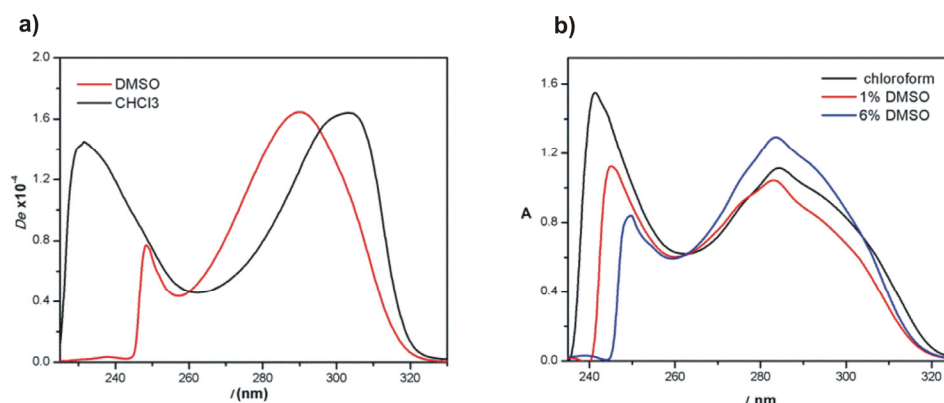 a)
b)
2.0
1.6
1.2
0.8
0.4
0.0
De x10-4
DMSO
CHCl3
240 260 280 300 320
l (nm)
1.6
1.2
0.8
0.4
0.0
A
chloroform
1% DMSO
6% DMSO
240 260 280 300 320
l nm